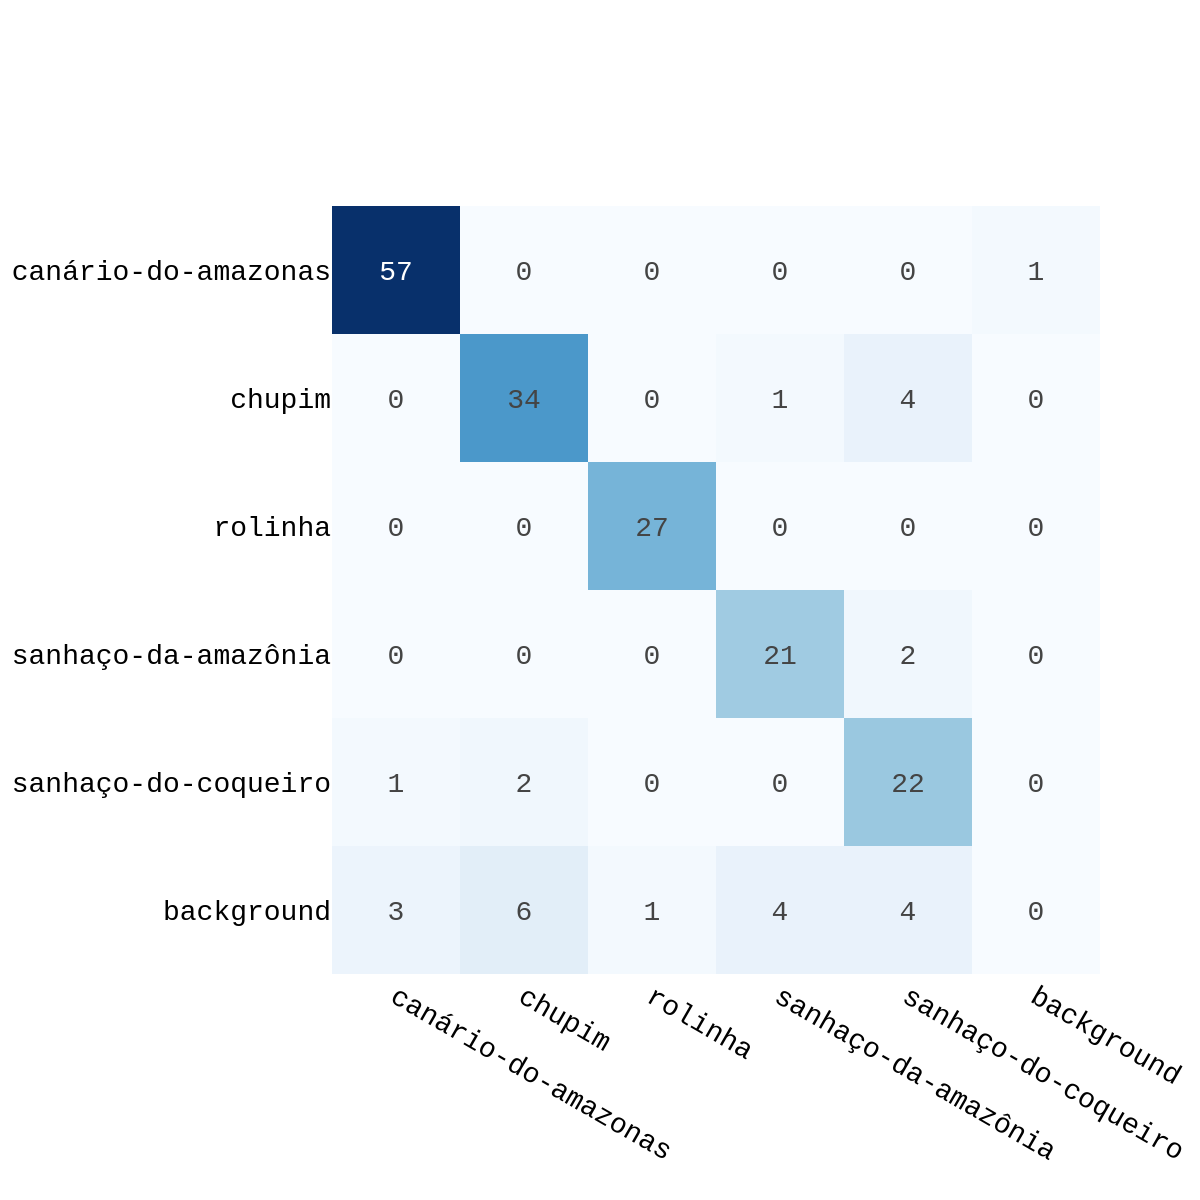 canário-do-amazonas 57 0 0 0 0 1
chupim 0 34 0 1 4 0
rolinha 0 0 27 0 0 0
sanhaço-da-amazônia 0 0 0 21 2 0
sanhaço-do-coqueiro 1 2 0 0 22 0
background 3 6 1 4 4 0
canário-do-amazonas
chupim
rolinha
sanhaço-da-amazônia
sanhaço-do-coqueiro
background